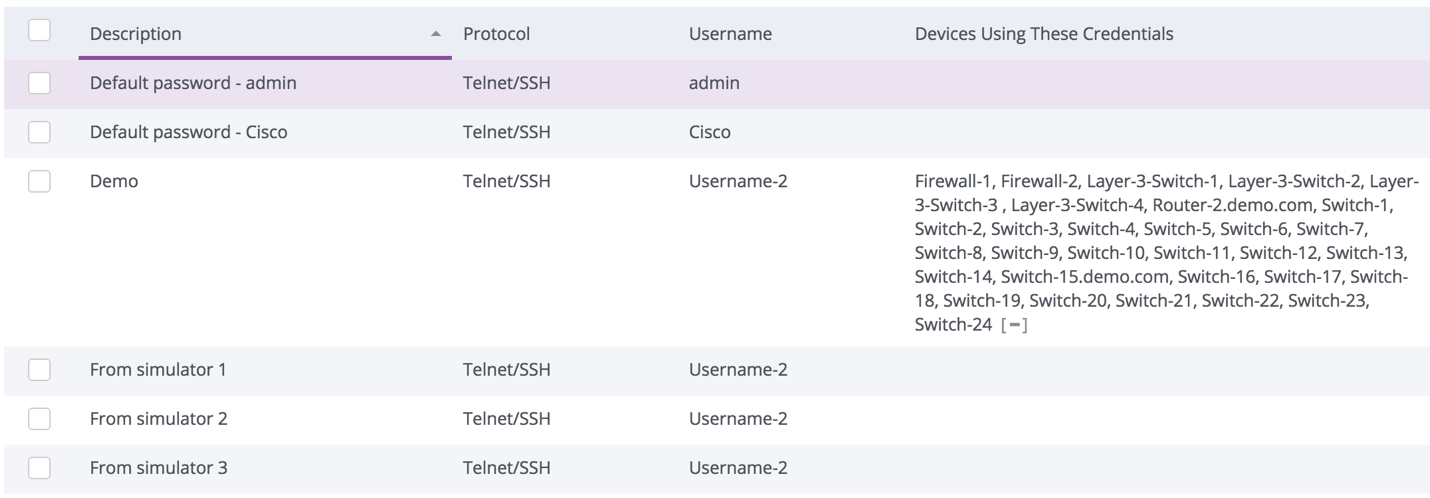 Description Protocol Username Devices Using These Credentials
Default password - admin Telnet/SSH admin
Default password - Cisco Telnet/SSH Cisco
Demo Telnet/SSH Username-2 Firewall-1, Firewall-2, Layer-3-Switch-1, Layer-3-Switch-2, Layer-
3-Switch-3 , Layer-3-Switch-4, Router-2.demo.com, Switch-1,
Switch-2, Switch-3, Switch-4, Switch-5, Switch-6, Switch-7,
Switch-8, Switch-9, Switch-10, Switch-11, Switch-12, Switch-13,
Switch-14, Switch-15.demo.com, Switch-16, Switch-17, Switch-
18, Switch-19, Switch-20, Switch-21, Switch-22, Switch-23,
Switch-24 [-]
From simulator 1 Telnet/SSH Username-2
From simulator 2 Telnet/SSH Username-2
From simulator 3 Telnet/SSH Username-2